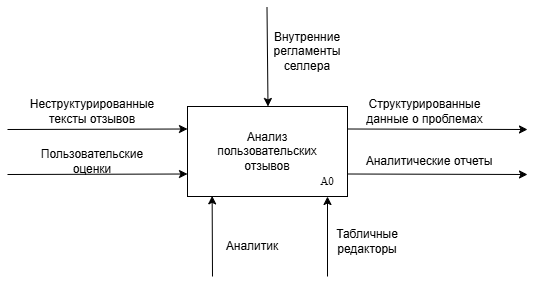 Внутренние
регламенты
селлера
Неструктурированные
тексты отзывов
Пользовательские
оценки
Анализ
пользовательских
отзывов
A0
Структурированные
данные о проблемах
Аналитические отчеты
Аналитик
Табличные
редакторы